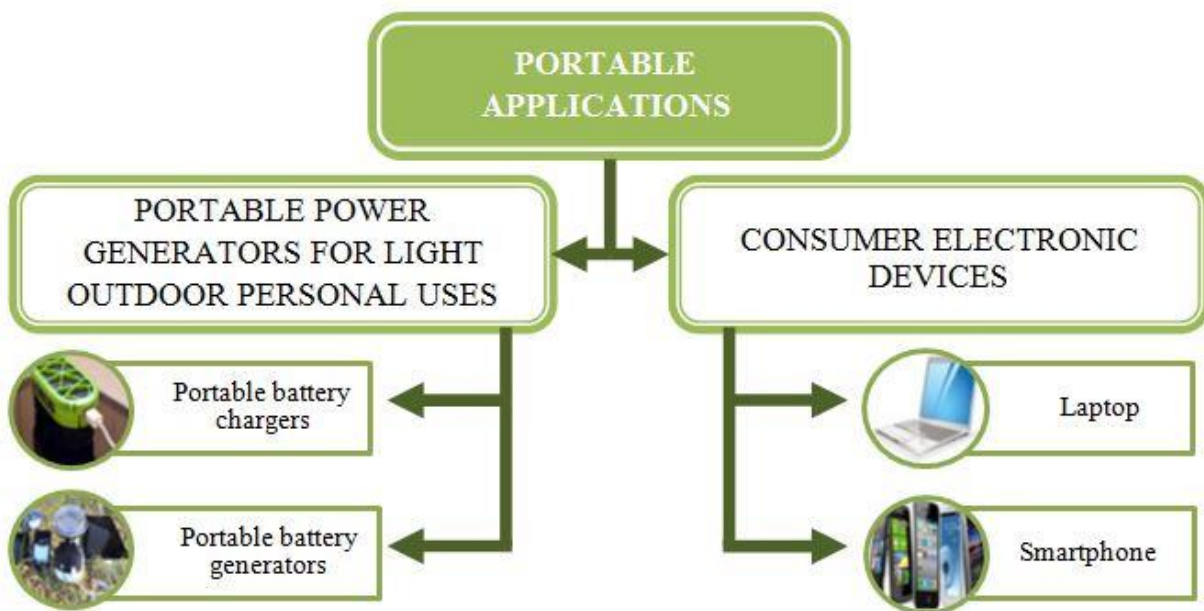 PORTABLE
APPLICATIONS
PORTABLE POWER
GENERATORS FOR LIGHT
OUTDOOR PERSONAL USES
CONSUMER ELECTRONIC
DEVICES
Portable battery
chargers
Laptop
Portable battery
generators
Smartphone